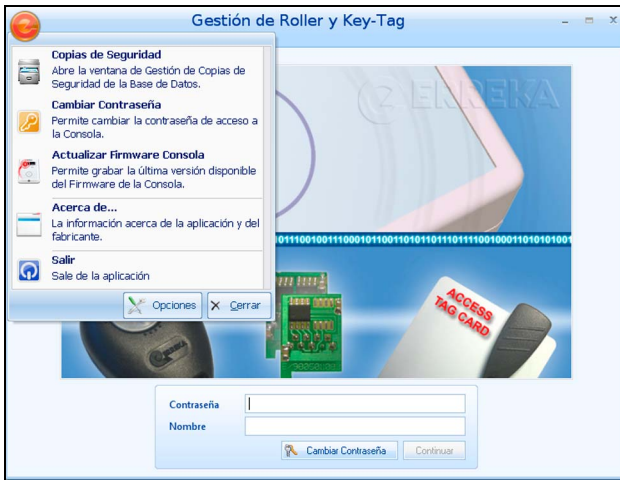 Gestión de Roller y Key-Tag
Copias de Seguridad
Abre la ventana de Gestión de Copias de
Seguridad de la Base de Datos.
Cambiar Contraseña
Permite cambiar la contraseña de acceso a
la Consola.
Actualizar Firmware Consola
Permite grabar la última versión disponible
del Firmware de la Consola.
Acerca de...
La información acerca de la aplicación y del
fabricante.
Salir
Sale de la aplicación
Opciones
Cerrar
ERREKA
ACCESS
TAG CARD
ERREKA
Contraseña
Nombre
Cambiar Contraseña
Continuar